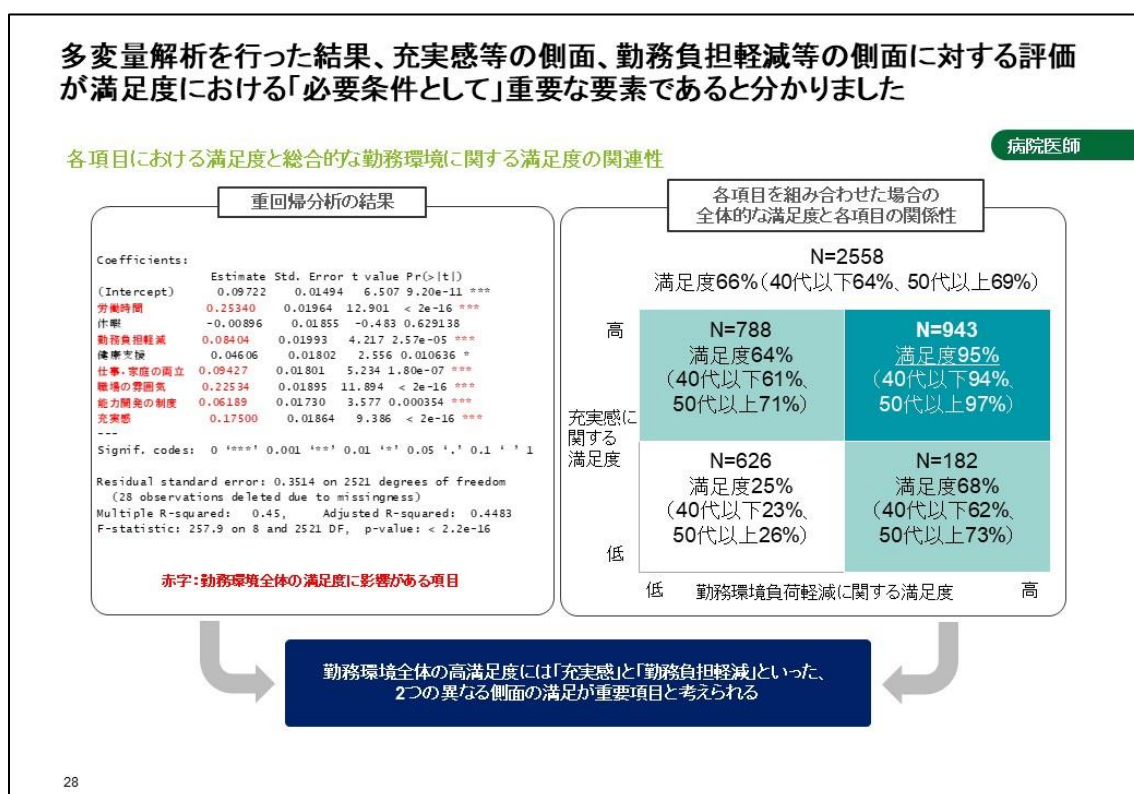 多変量解析を行った結果、充実感等の側面、勤務負担軽減等の側面に対する評価
が満足度における「必要条件として」重要な要素であると分かりました
各項目における満足度と総合的な勤務環境に関する満足度の関連性
病院医師
重回帰分析の結果
Coefficients:
Estimate Std. Error t value Pr(>|t|)
(Intercept) 0.09722 0.01494 6.507 9.20e-11 ***
労働時間 0.25340 0.01964 12.901 < 2e-16 ***
休暇 -0.00896 0.01855 -0.483 0.629138
勤務負担軽減 0.08404 0.01993 4.217 2.57e-05 ***
健康支援 0.04606 0.01802 2.556 0.010636 *
仕事・家庭の両立 0.09427 0.01801 5.234 1.80e-07 ***
職場の雰囲気 0.22534 0.01895 11.894 < 2e-16 ***
能力開発の制度 0.06189 0.01730 3.577 0.000354 ***
充実感 0.17500 0.01864 9.386 < 2e-16 ***
---
Signif. codes: 0 ‘***’ 0.001 ‘**’ 0.01 ‘*’ 0.05 ‘.’ 0.1 ‘ ’ 1
Residual standard error: 0.3514 on 2521 degrees of freedom
(28 observations deleted due to missingness)
Multiple R-squared: 0.45, Adjusted R-squared: 0.4483
F-statistic: 257.9 on 8 and 2521 DF, p-value: < 2.2e-16
赤字：勤務環境全体の満足度に影響がある項目
各項目を組み合わせた場合の
全体的な満足度と各項目の関係性
N=2558
満足度66%（40代以下64%、50代以上69%）
高
N=788
満足度64%
（40代以下61%、
50代以上71%）
N=943
満足度95%
（40代以下94%、
50代以上97%）
充実感に
関する
満足度
N=626
満足度25%
（40代以下23%、
50代以上26%）
N=182
満足度68%
（40代以下62%、
50代以上73%）
低
低 勤務環境負荷軽減に関する満足度 高
勤務環境全体の高満足度には「充実感」と「勤務負担軽減」といった、
2つの異なる側面の満足が重要項目と考えられる
28